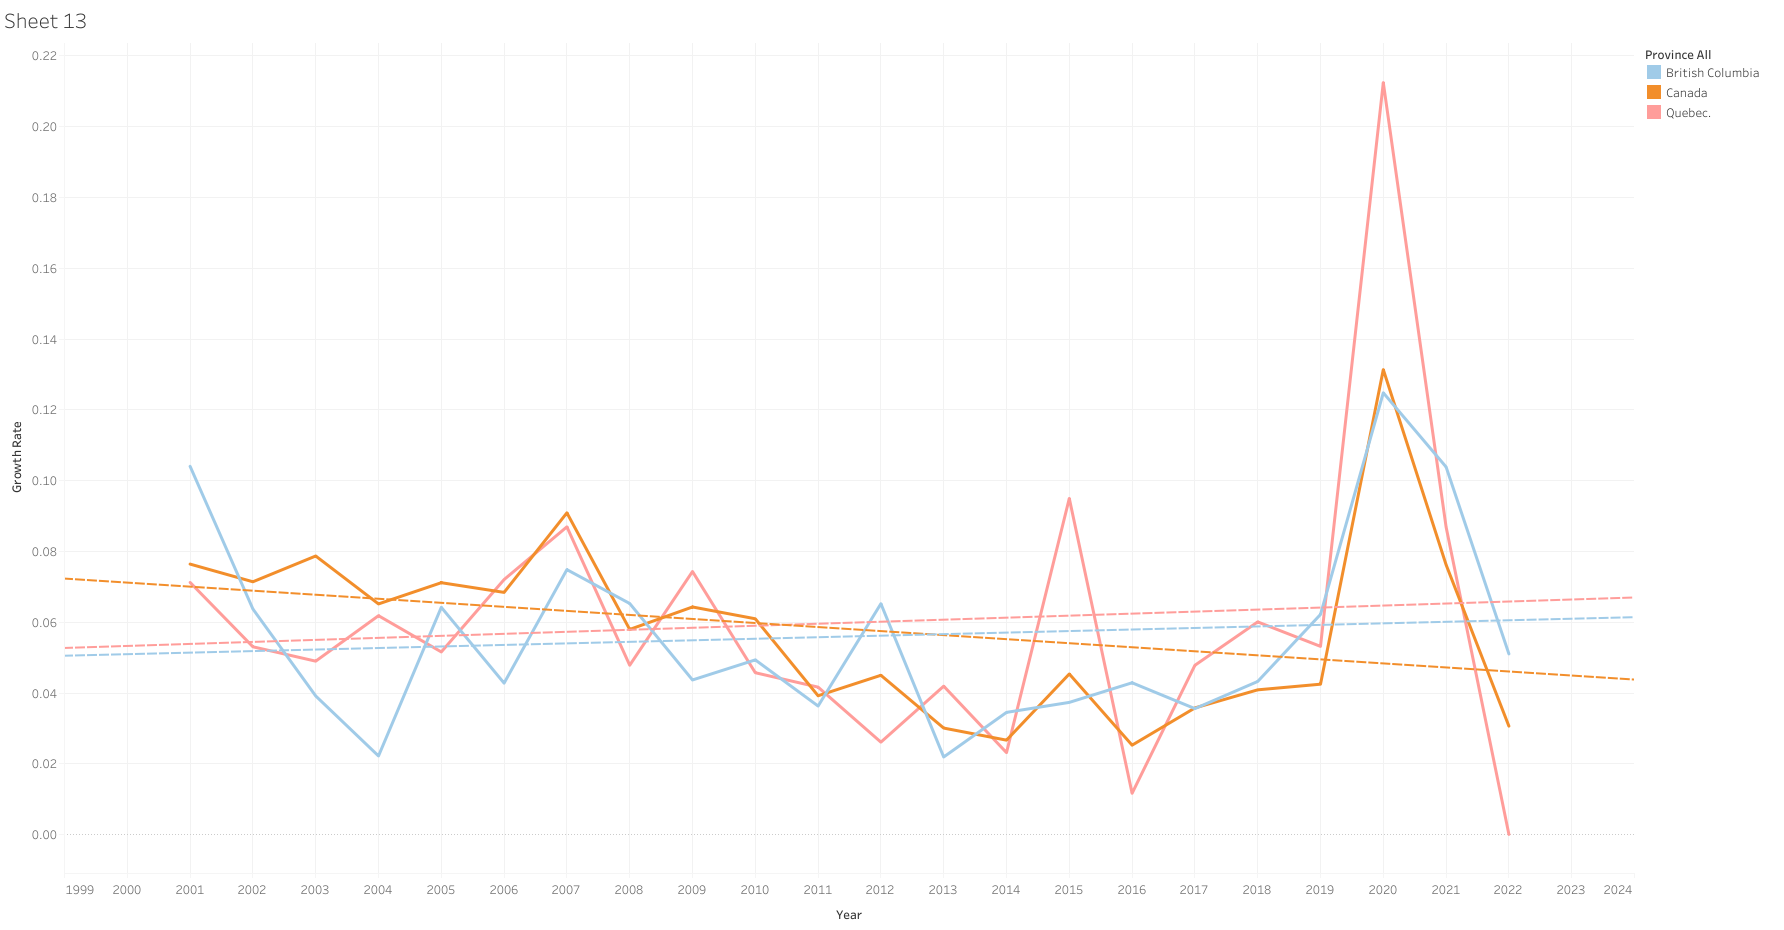 Sheet 13
0.22
0.20
0.18
0.16
0.14
0.12
0.10
0.08
0.06
0.04
0.02
0.00
Growth Rate
1999 2000 2001 2002 2003 2004 2005 2006 2007 2008 2009 2010 2011 2012 2013 2014 2015 2016 2017 2018 2019 2020 2021 2022 2023 2024
Year
Province All
British Columbia
Canada
Quebec.